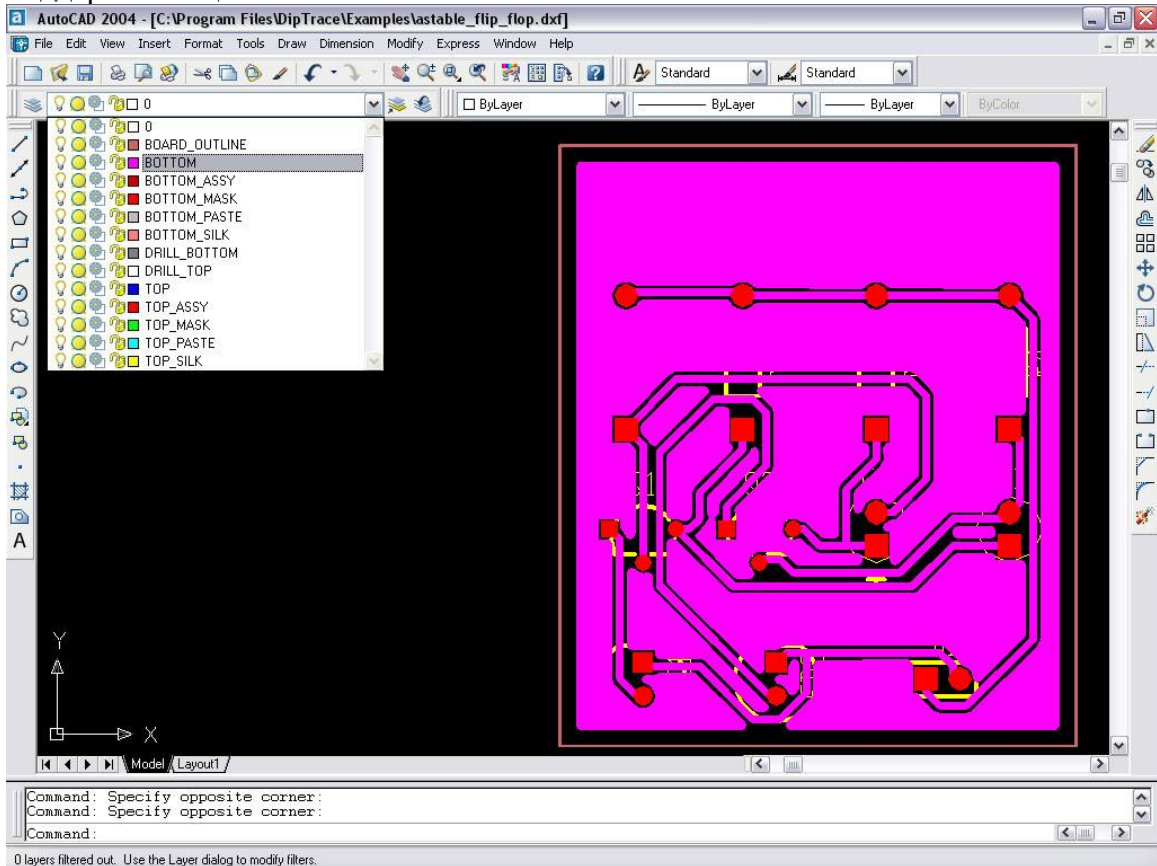 AutoCAD 2004 - [C:\Program Files\DipTrace\Examples\astable_flip_flop.dxf]
File Edit View Insert Format Tools Draw Dimension Modify Express Window Help
Standard Standard
0 ByLayer ByLayer ByLayer ByColor
0
BOARD_OUTLINE
BOTTOM
BOTTOM_ASSY
BOTTOM_MASK
BOTTOM_PASTE
BOTTOM_SILK
DRILL_BOTTOM
DRILL_TOP
TOP
TOP_ASSY
TOP_MASK
TOP_PASTE
TOP_SILK
A
Y
X
Model Layout1
Command: Specify opposite corner:
Command: Specify opposite corner:
Command:
0 layers filtered out. Use the Layer dialog to modify filters.